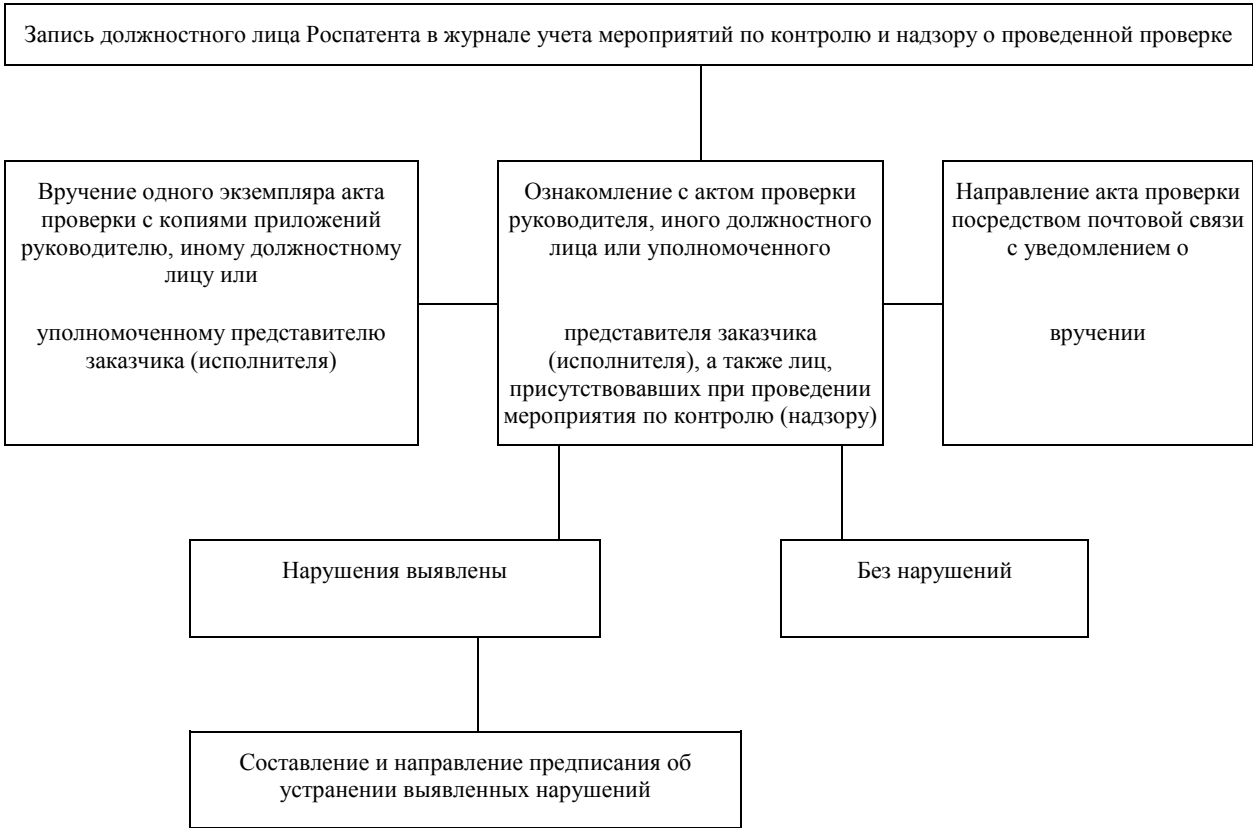 Запись должностного лица Роспатента в журнале учета мероприятий по контролю и надзору о проведенной проверке
Вручение одного экземпляра акта
проверки с копиями приложений
руководителю, иному должностному
лицу или
уполномоченному представителю
заказчика (исполнителя)
Ознакомление с актом проверки
руководителя, иного должностного
лица или уполномоченного
представителя заказчика
(исполнителя), а также лиц,
присутствовавших при проведении
мероприятия по контролю (надзору)
Направление акта проверки
посредством почтовой связи
с уведомлением о
вручении
Нарушения выявлены
Без нарушений
Составление и направление предписания об
устранении выявленных нарушений